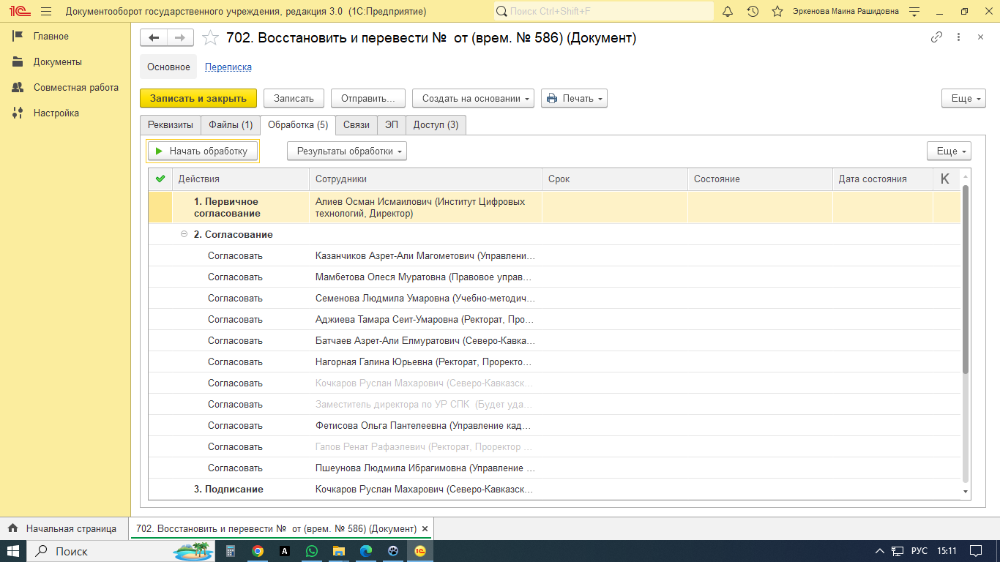 1С Документооборот государственного учреждения, редакция 3.0 (1С:Предприятие) Поиск Ctrl+Shift+F Эркенова Маина Рашидовна
Главное
Документы
Совместная работа
Настройка
702. Восстановить и перевести № от (врем. № 586) (Документ)
Основное Переписка
Записать и закрыть Записать Отправить... Создать на основании Печать Еще
Реквизиты Файлы (1) Обработка (5) Связи ЭП Доступ (3)
Начать обработку Результаты обработки Еще
Действия Сотрудники Срок Состояние Дата состояния К
1. Первичное согласование Алиев Осман Исмаилович (Институт Цифровых
технологий, Директор)
2. Согласование
Согласовать Казанчиков Азрет-Али Магометович (Управлени...
Согласовать Мамбетова Олеся Муратовна (Правовое управ...
Согласовать Семенова Людмила Умаровна (Учебно-методич...
Согласовать Аджиева Тамара Сеит-Умаровна (Ректорат, Про...
Согласовать Батчаев Азрет-Али Елмуратович (Северо-Кавка...
Согласовать Нагорная Галина Юрьевна (Ректорат, Проректо...
Согласовать Кочкаров Руслан Махарович (Северо-Кавказск...
Согласовать Заместитель директора по УР СПК (Будет уда...
Согласовать Фетисова Ольга Пантелеевна (Управление кад...
Согласовать Гапов Ренат Рафаэлевич (Ректорат, Проректор ...
Согласовать Пшеунова Людмила Ибрагимовна (Управление ...
3. Подписание Кочкаров Руслан Махарович (Северо-Кавказск...
Начальная страница 702. Восстановить и перевести № от (врем. № 586) (Документ)
Поиск A 1С РУС 15:11